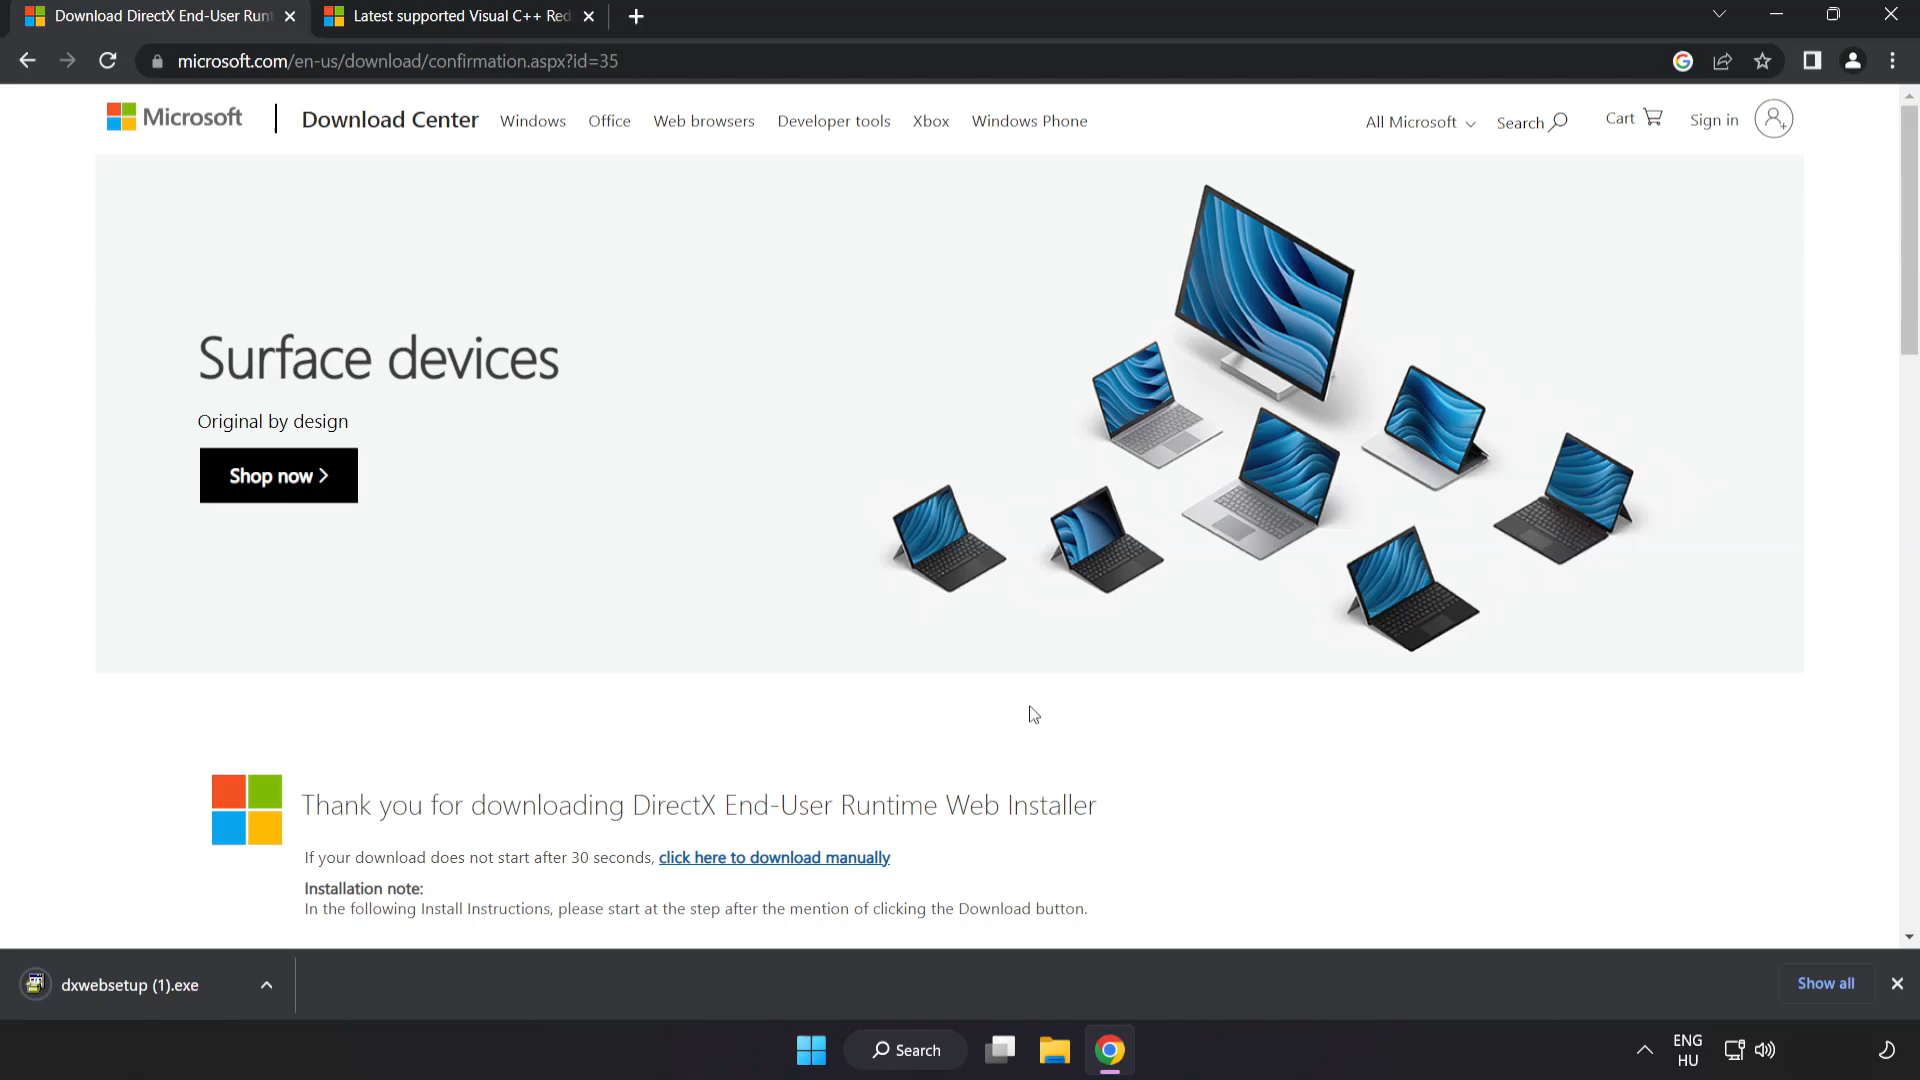 Download DirectX End-User Runt
Latest supported Visual C++ Red
microsoft.com/en-us/download/confirmation.aspx?id=35
Microsoft
Download Center
Windows
Office
Web browsers
Developer tools
Xbox
Windows Phone
All Microsoft
Search
Cart
Sign in
Surface devices
Original by design
Shop now >
Thank you for downloading DirectX End-User Runtime Web Installer
If your download does not start after 30 seconds, click here to download manually
Installation note:
In the following Install Instructions, please start at the step after the mention of clicking the Download button.
dxwebsetup (1).exe
Show all
Search
ENG
HU